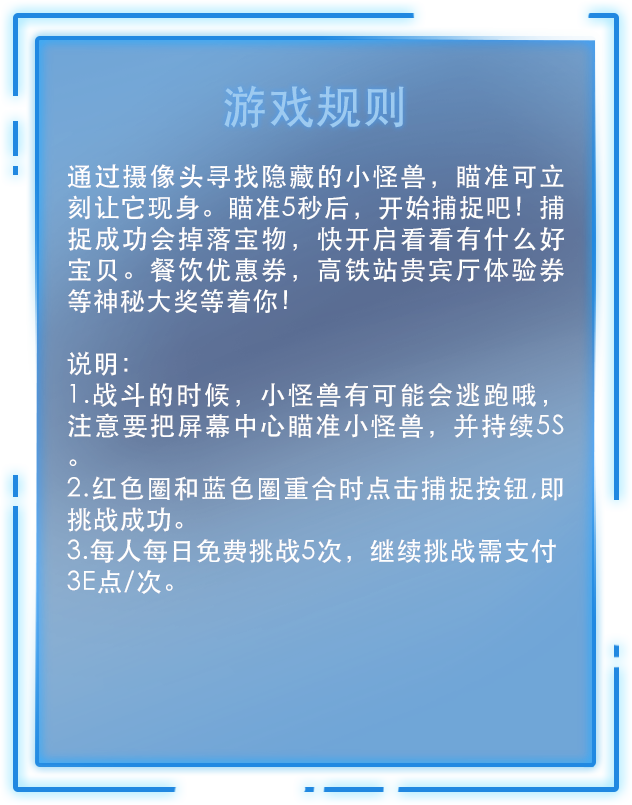 游戏规则
通过摄像头寻找隐藏的小怪兽，瞄准可立
刻让它现身。瞄准5秒后，开始捕捉吧！捕
捉成功会掉落宝物，快开启看看有什么好
宝贝。餐饮优惠券，高铁站贵宾厅体验券
等神秘大奖等着你！
说明：
1.战斗的时候，小怪兽有可能会逃跑哦，
注意要把屏幕中心瞄准小怪兽，并持续5S
。
2.红色圈和蓝色圈重合时点击捕捉按钮,即
挑战成功。
3.每人每日免费挑战5次，继续挑战需支付
3E点/次。